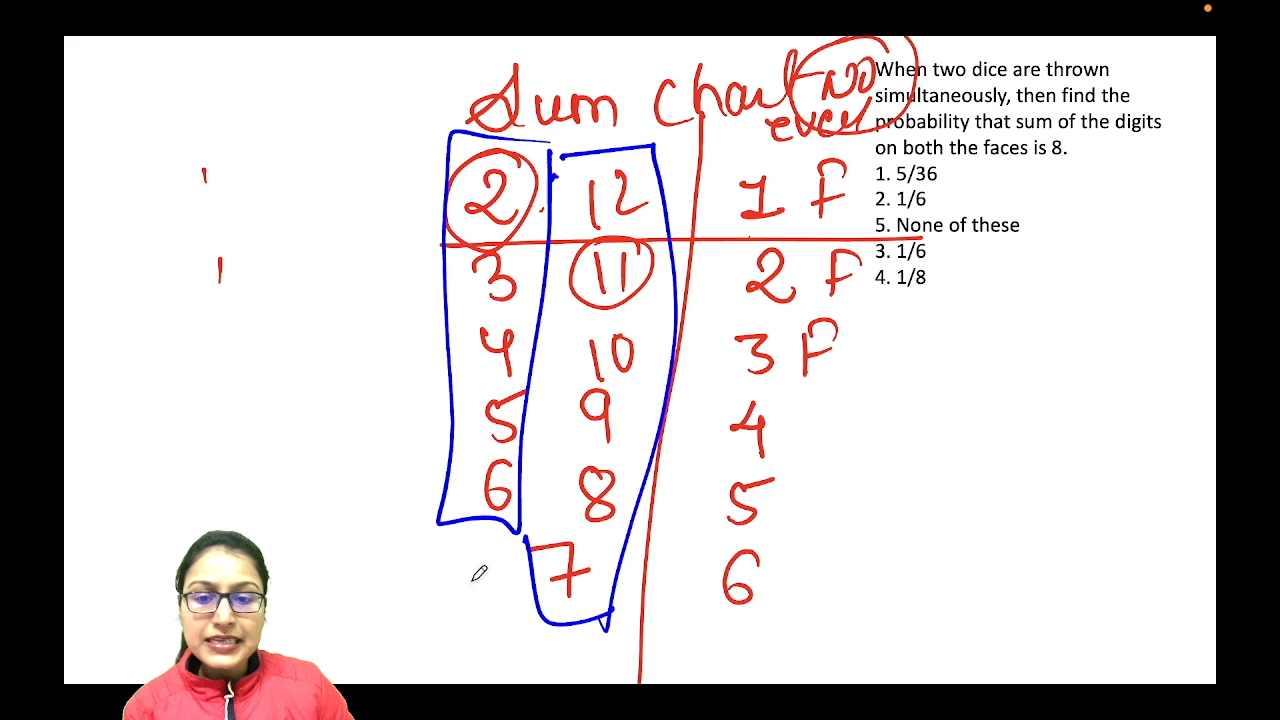 Sum Chart
No
even
When two dice are thrown
simultaneously, then find the
probability that sum of the digits
on both the faces is 8.
1. 5/36
2. 1/6
5. None of these
3. 1/6
4. 1/8
2 12 1 F
3 11 2 F
4 10 3 F
5 9 4
6 8 5
7 6